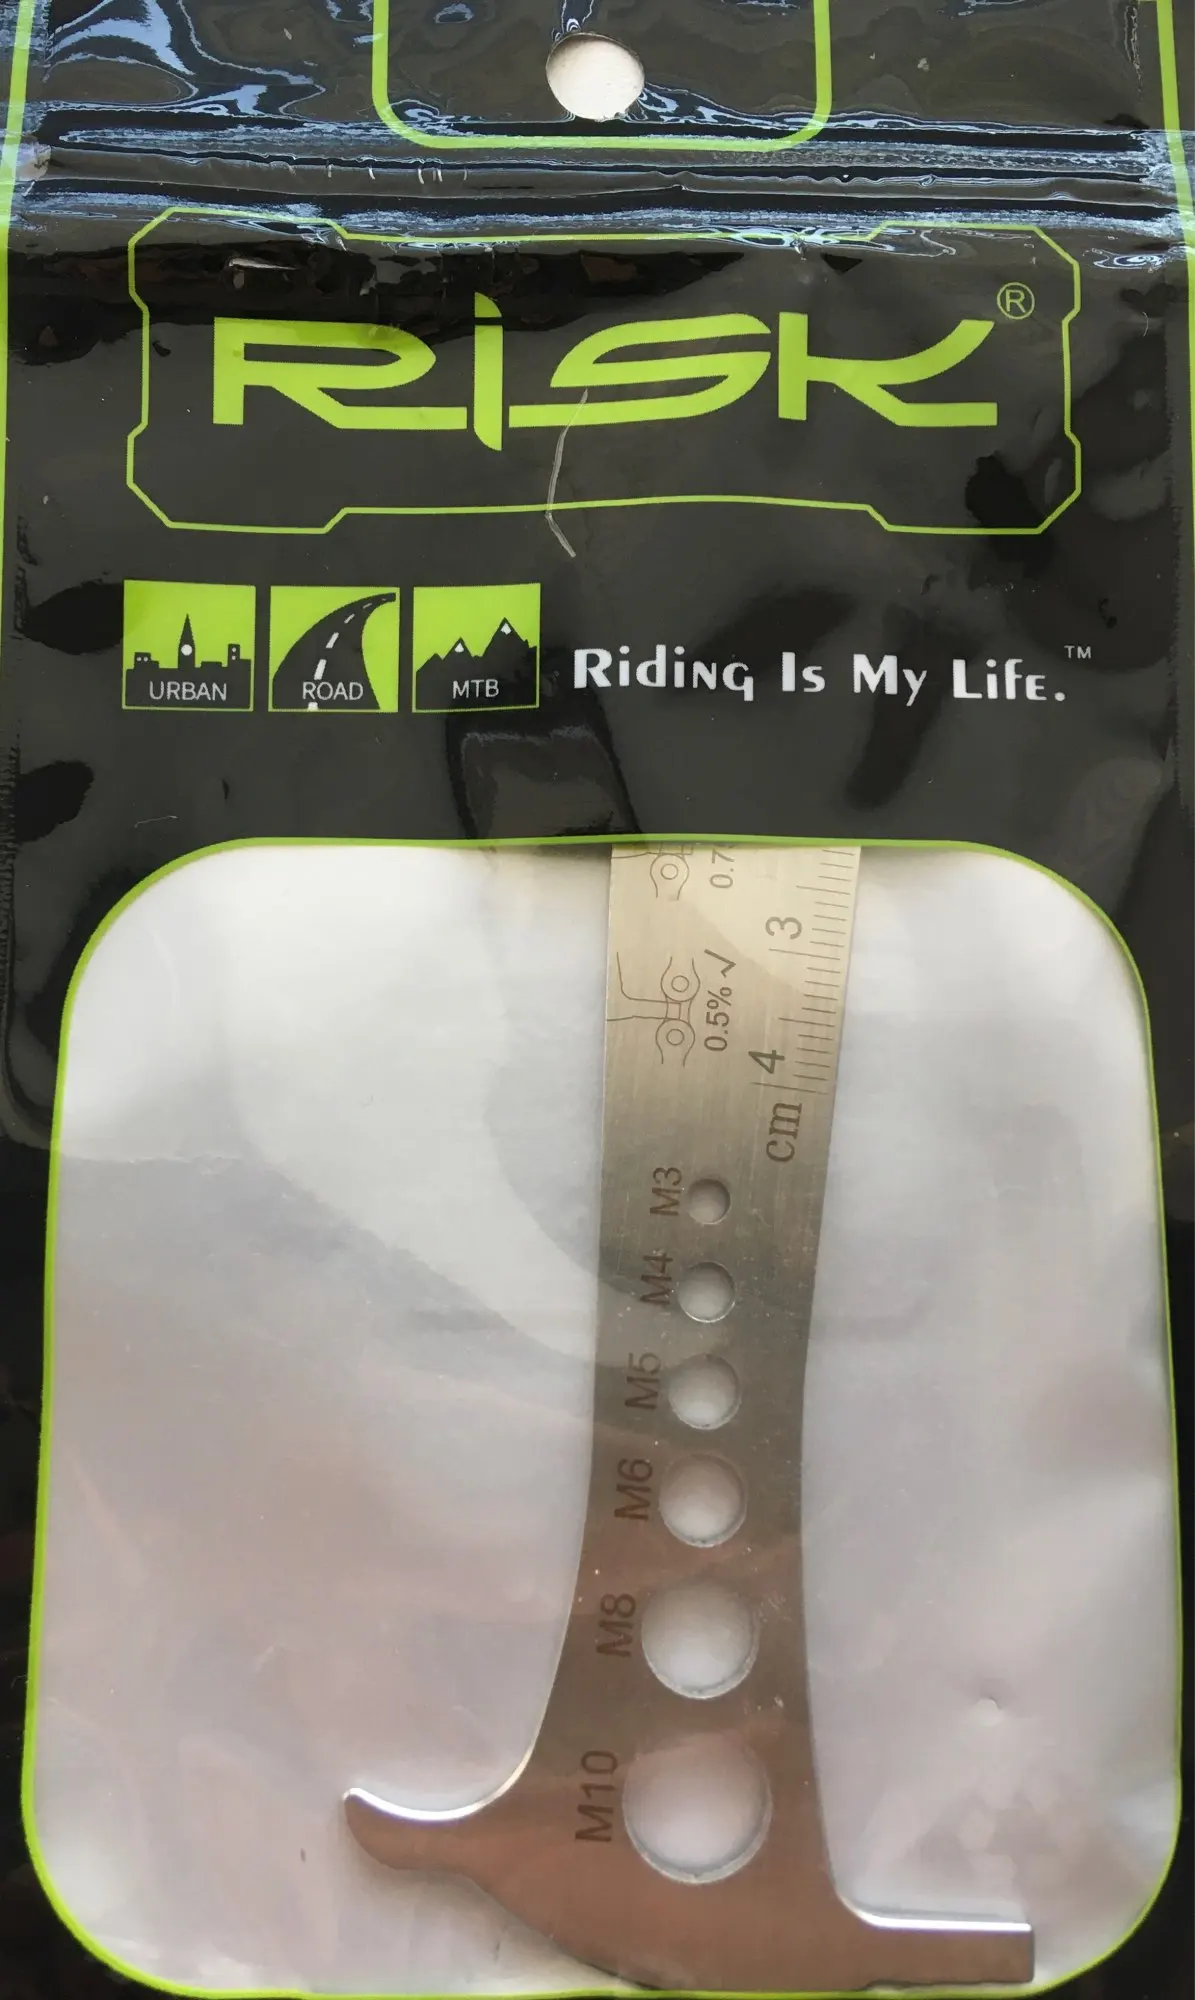 RISK®
URBAN
ROAD
MTB
Riding Is My Life.™
3
0.5% √
4
cm
M3
M4
M5
M6
M8
M10